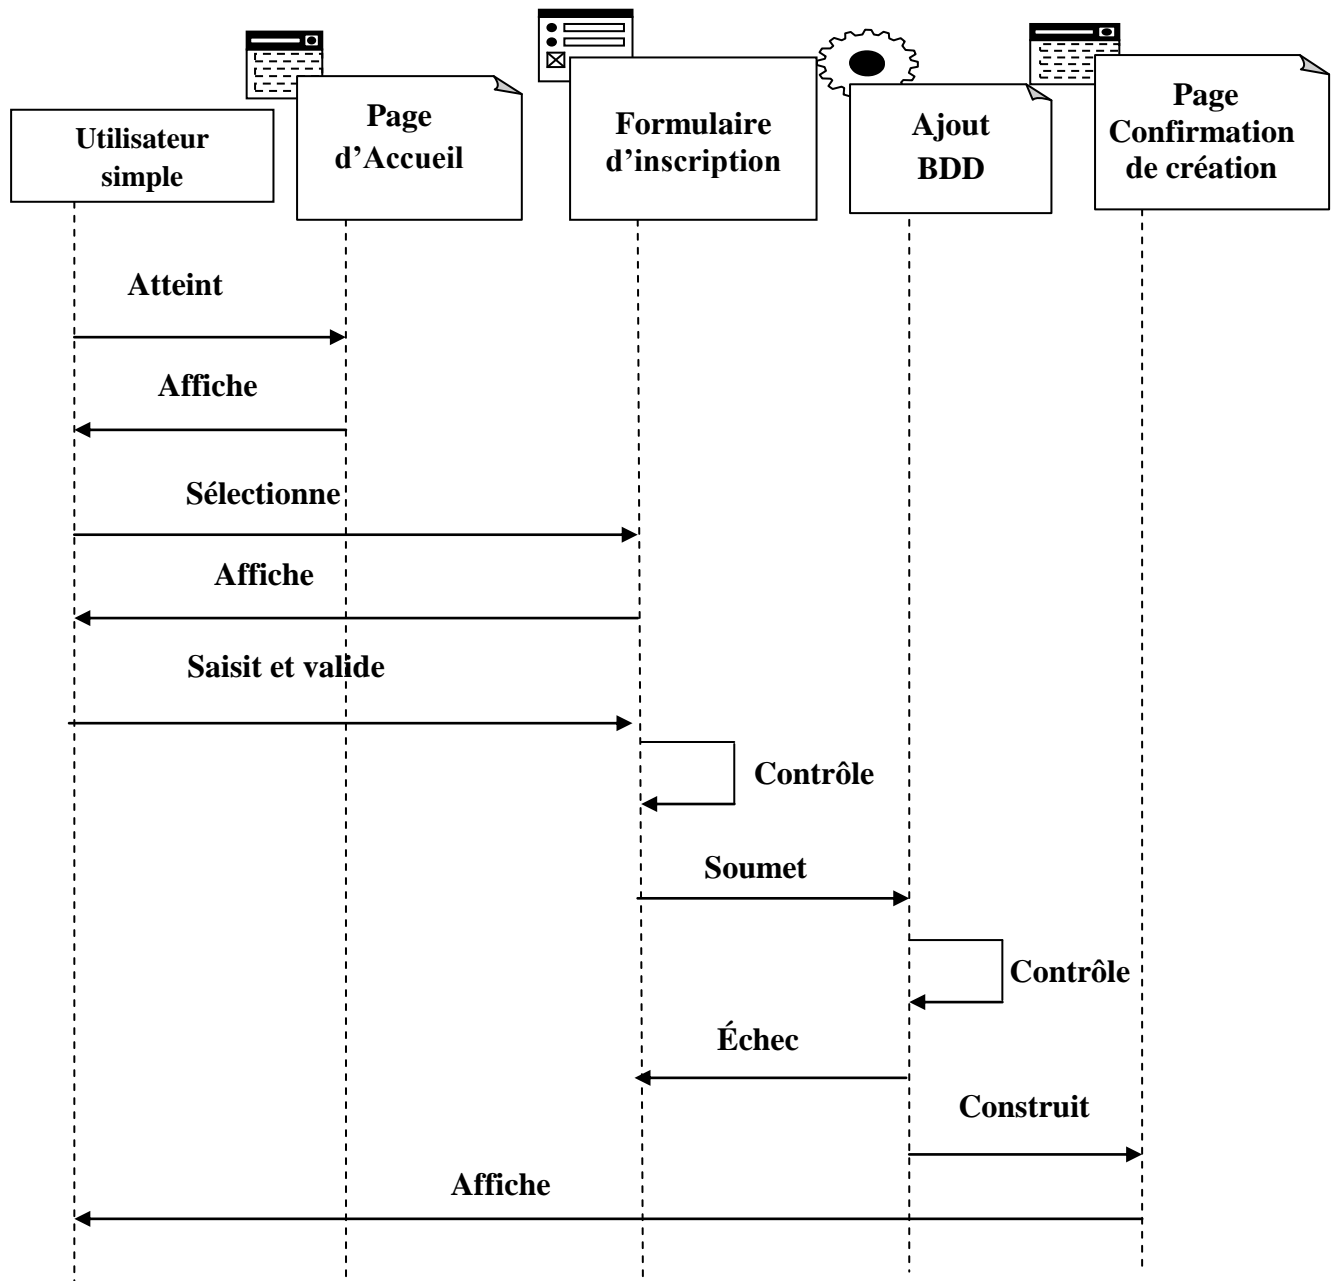 Utilisateur
simple
Page
d’Accueil
Formulaire
d’inscription
Ajout
BDD
Page
Confirmation
de création
Atteint
Affiche
Sélectionne
Affiche
Saisit et valide
Contrôle
Soumet
Contrôle
Échec
Construit
Affiche